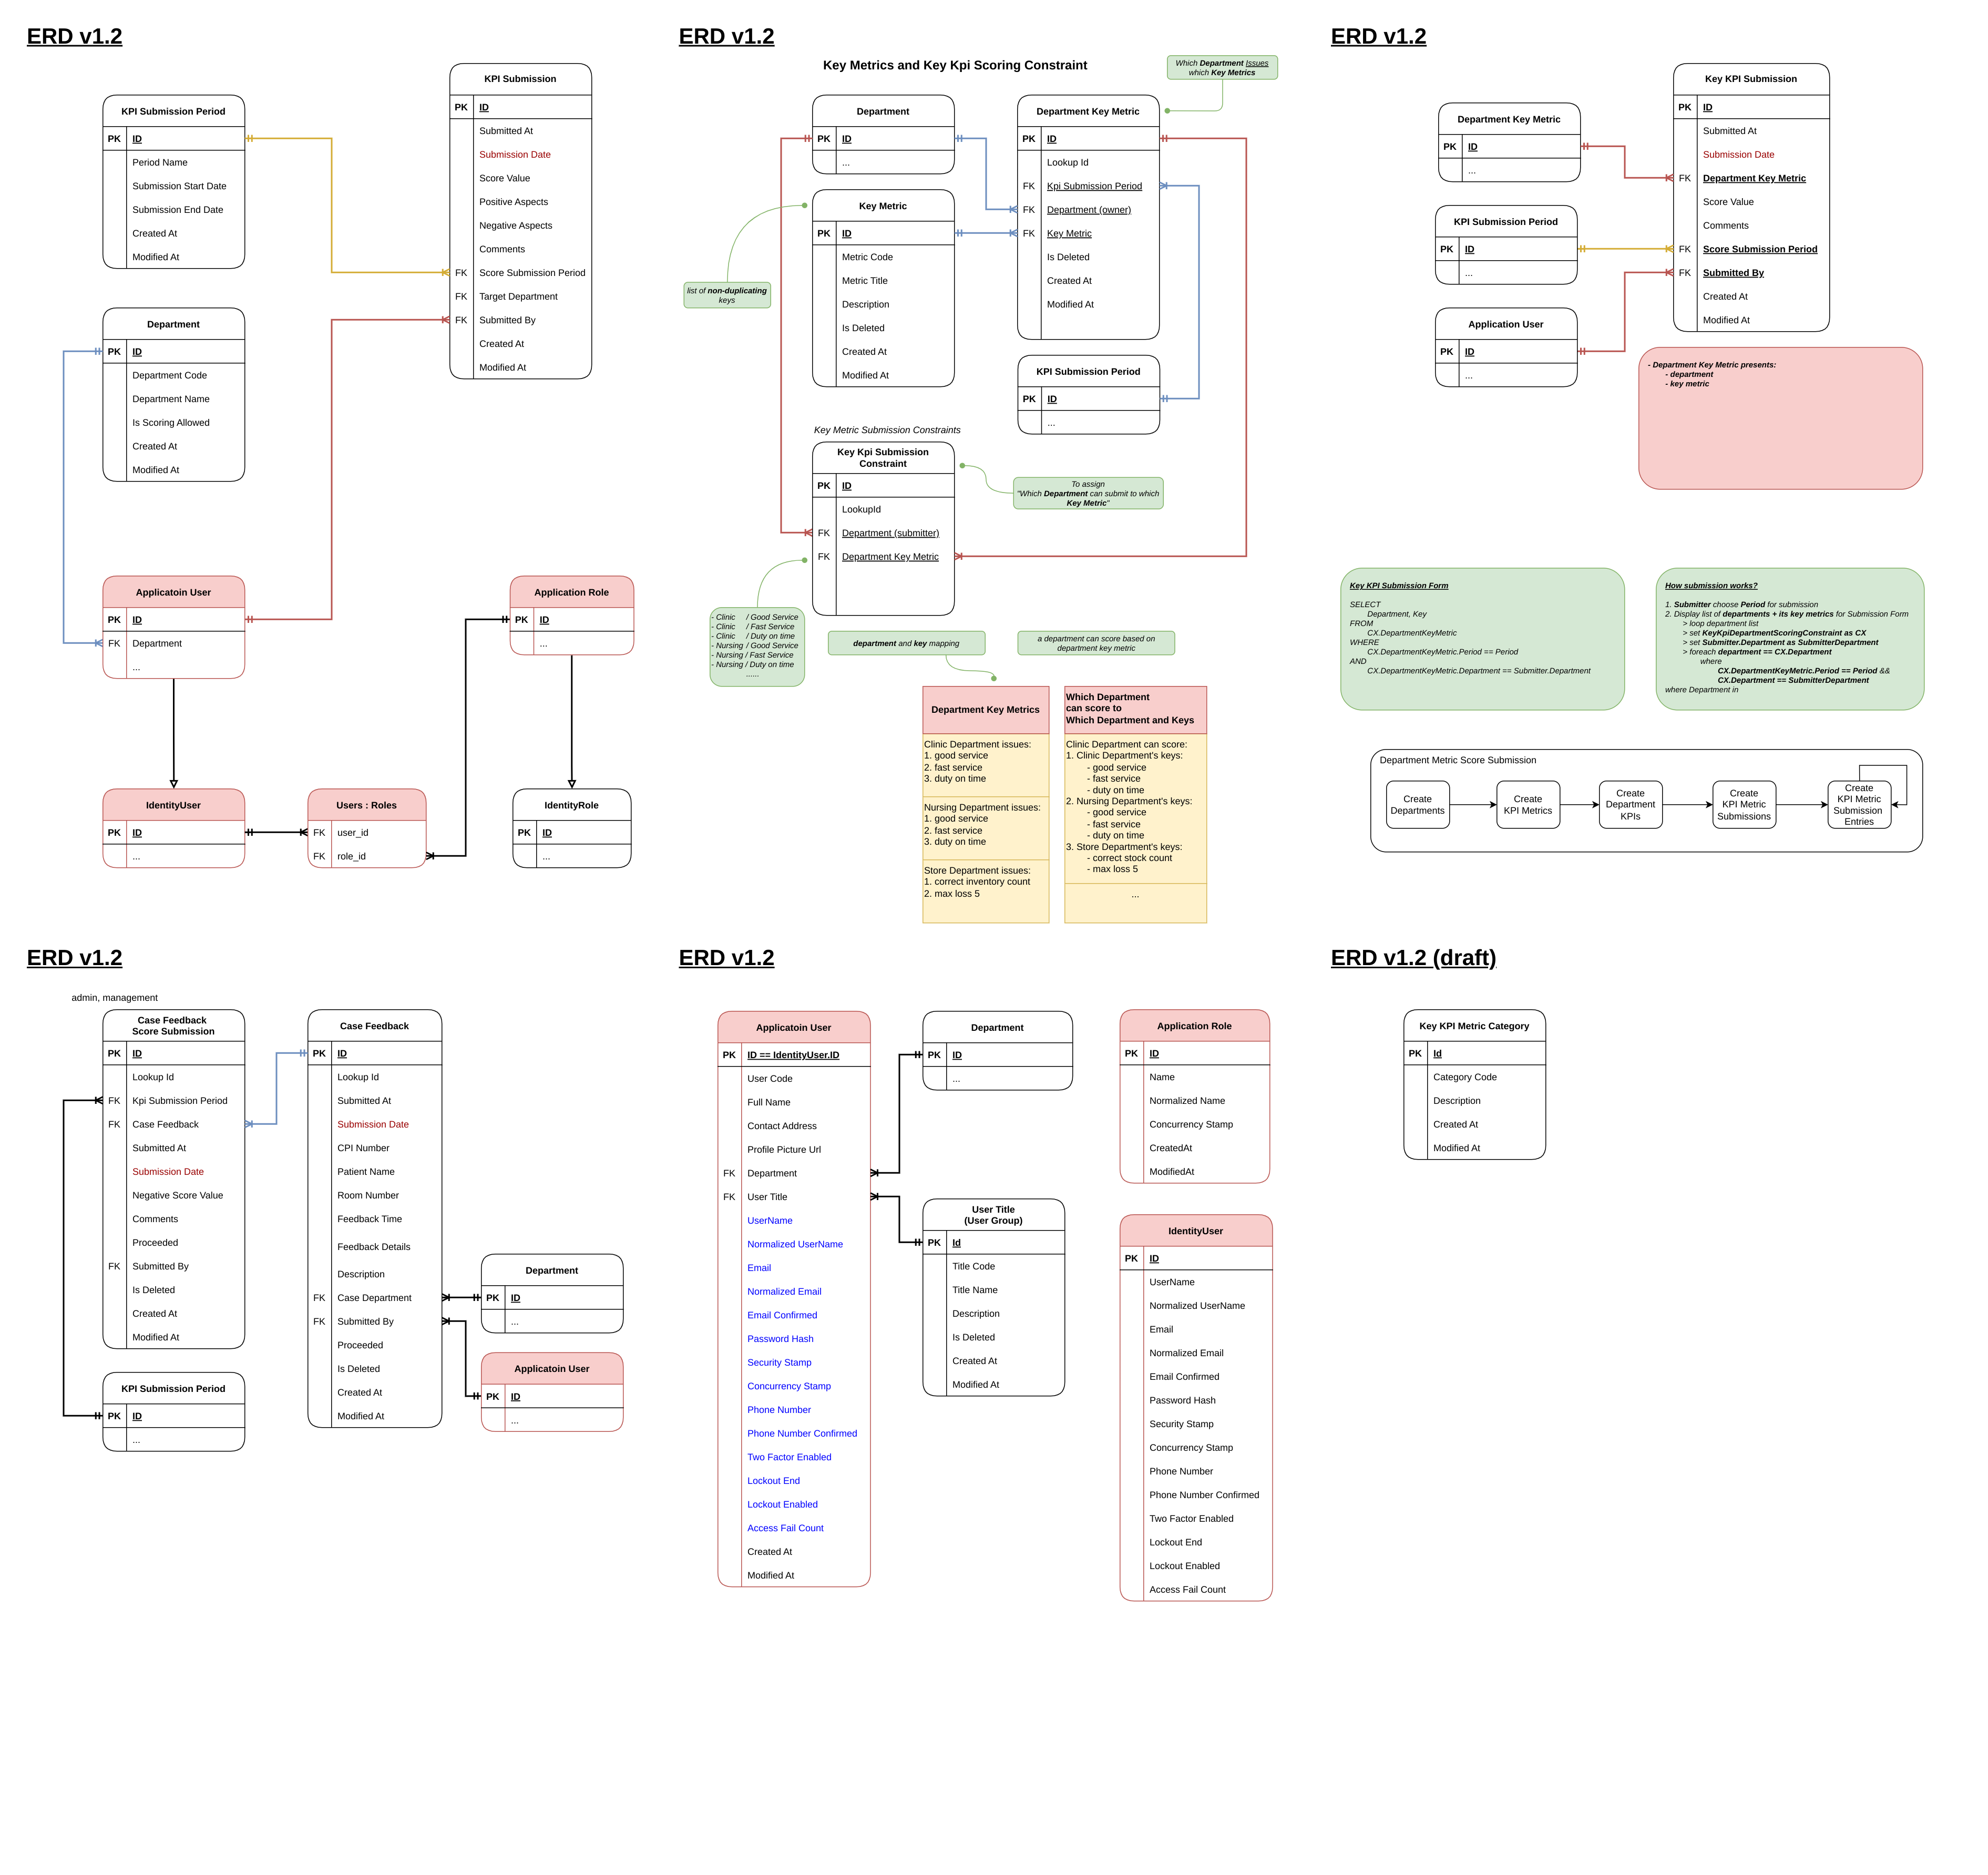 ERD v1.2
KPI Submission Period
PK ID
Period Name
Submission Start Date
Submission End Date
Created At
Modified At
KPI Submission
PK ID
Submitted At
Submission Date
Score Value
Positive Aspects
Negative Aspects
Comments
FK Score Submission Period
FK Target Department
FK Submitted By
Created At
Modified At
Department
PK ID
Department Code
Department Name
Is Scoring Allowed
Created At
Modified At
Applicatoin User
PK ID
FK Department
...
Application Role
PK ID
...
IdentityUser
PK ID
...
Users : Roles
FK user_id
FK role_id
IdentityRole
PK ID
...
ERD v1.2
Key Metrics and Key Kpi Scoring Constraint
Which Department Issues
which Key Metrics
Department
PK ID
...
Department Key Metric
PK ID
Lookup Id
FK Kpi Submission Period
FK Department (owner)
FK Key Metric
Is Deleted
Created At
Modified At
Key Metric
PK ID
Metric Code
Metric Title
Description
Is Deleted
Created At
Modified At
list of non-duplicating
keys
KPI Submission Period
PK ID
...
Key Metric Submission Constraints
Key Kpi Submission
Constraint
PK ID
LookupId
FK Department (submitter)
FK Department Key Metric
To assign
"Which Department can submit to which
Key Metric"
- Clinic / Good Service
- Clinic / Fast Service
- Clinic / Duty on time
- Nursing / Good Service
- Nursing / Fast Service
- Nursing / Duty on time
......
department and key mapping
a department can score based on
department key metric
Department Key Metrics
Clinic Department issues:
1. good service
2. fast service
3. duty on time
Nursing Department issues:
1. good service
2. fast service
3. duty on time
Store Department issues:
1. correct inventory count
2. max loss 5
Which Department
can score to
Which Department and Keys
Clinic Department can score:
1. Clinic Department's keys:
- good service
- fast service
- duty on time
2. Nursing Department's keys:
- good service
- fast service
- duty on time
3. Store Department's keys:
- correct stock count
- max loss 5
...
ERD v1.2
Department Key Metric
PK ID
...
KPI Submission Period
PK ID
...
Application User
PK ID
...
Key KPI Submission
PK ID
Submitted At
Submission Date
FK Department Key Metric
Score Value
Comments
FK Score Submission Period
FK Submitted By
Created At
Modified At
- Department Key Metric presents:
- department
- key metric
Key KPI Submission Form
SELECT
Department, Key
FROM
CX.DepartmentKeyMetric
WHERE
CX.DepartmentKeyMetric.Period == Period
AND
CX.DepartmentKeyMetric.Department == Submitter.Department
How submission works?
1. Submitter choose Period for submission
2. Display list of departments + its key metrics for Submission Form
> loop department list
> set KeyKpiDepartmentScoringConstraint as CX
> set Submitter.Department as SubmitterDepartment
> foreach department == CX.Department
where
CX.DepartmentKeyMetric.Period == Period &&
CX.Department == SubmitterDepartment
where Department in
Department Metric Score Submission
Create
Departments
Create
KPI Metrics
Create
Department
KPIs
Create
KPI Metric
Submissions
Create
KPI Metric
Submission
Entries
ERD v1.2
admin, management
Case Feedback
Score Submission
PK ID
Lookup Id
FK Kpi Submission Period
FK Case Feedback
Submitted At
Submission Date
Negative Score Value
Comments
Proceeded
FK Submitted By
Is Deleted
Created At
Modified At
KPI Submission Period
PK ID
...
Case Feedback
PK ID
Lookup Id
Submitted At
Submission Date
CPI Number
Patient Name
Room Number
Feedback Time
Feedback Details
Description
FK Case Department
FK Submitted By
Proceeded
Is Deleted
Created At
Modified At
Department
PK ID
...
Applicatoin User
PK ID
...
ERD v1.2
Applicatoin User
PK ID == IdentityUser.ID
User Code
Full Name
Contact Address
Profile Picture Url
FK Department
FK User Title
UserName
Normalized UserName
Email
Normalized Email
Email Confirmed
Password Hash
Security Stamp
Concurrency Stamp
Phone Number
Phone Number Confirmed
Two Factor Enabled
Lockout End
Lockout Enabled
Access Fail Count
Created At
Modified At
Department
PK ID
...
User Title
(User Group)
PK Id
Title Code
Title Name
Description
Is Deleted
Created At
Modified At
Application Role
PK ID
Name
Normalized Name
Concurrency Stamp
CreatedAt
ModifiedAt
IdentityUser
PK ID
UserName
Normalized UserName
Email
Normalized Email
Email Confirmed
Password Hash
Security Stamp
Concurrency Stamp
Phone Number
Phone Number Confirmed
Two Factor Enabled
Lockout End
Lockout Enabled
Access Fail Count
ERD v1.2 (draft)
Key KPI Metric Category
PK Id
Category Code
Description
Created At
Modified At